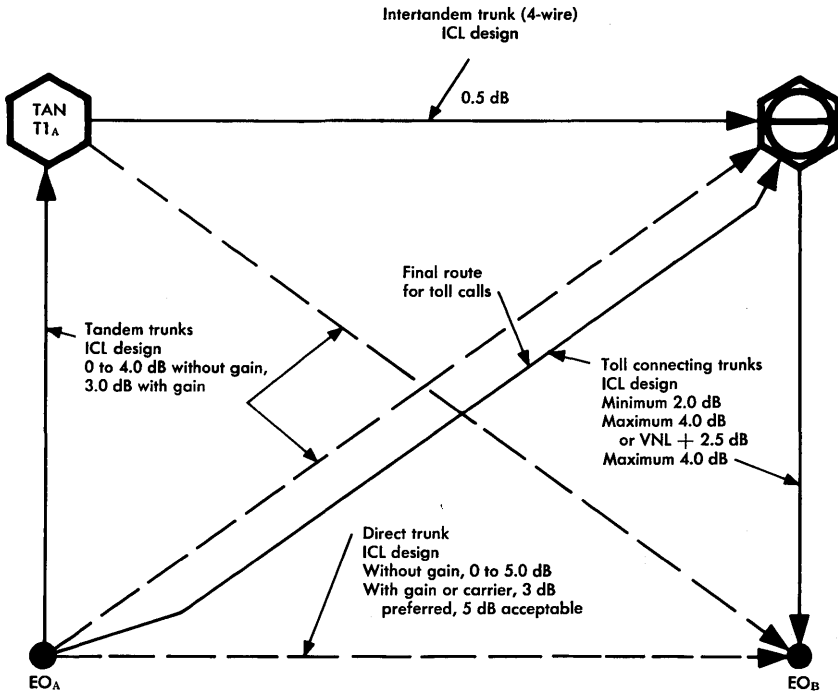 Intertandem trunk (4-wire)
ICL design
0.5 dB
TAN
T1A
Final route
for toll calls
Tandem trunks
ICL design
0 to 4.0 dB without gain,
3.0 dB with gain
Toll connecting trunks
ICL design
Minimum 2.0 dB
Maximum 4.0 dB
or VNL + 2.5 dB
Maximum 4.0 dB
Direct trunk
ICL design
Without gain, 0 to 5.0 dB
With gain or carrier, 3 dB
preferred, 5 dB acceptable
EOA
EOB